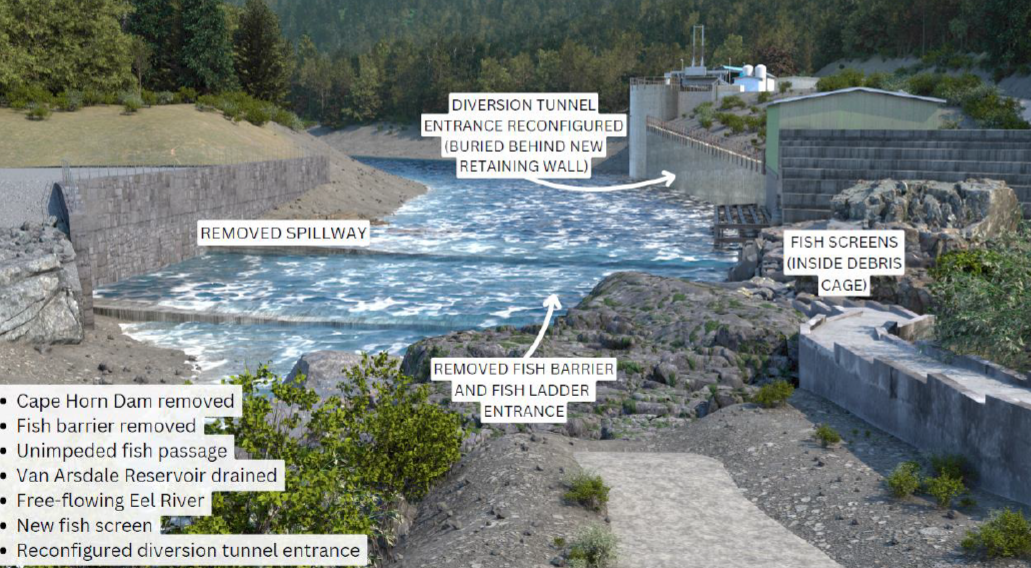 DIVERSION TUNNEL
ENTRANCE RECONFIGURED
(BURIED BEHIND NEW
RETAINING WALL)
REMOVED SPILLWAY
FISH SCREENS
(INSIDE DEBRIS
CAGE)
REMOVED FISH BARRIER
AND FISH LADDER
ENTRANCE
• Cape Horn Dam removed
• Fish barrier removed
• Unimpeded fish passage
• Van Arsdale Reservoir drained
• Free-flowing Eel River
• New fish screen
• Reconfigured diversion tunnel entrance